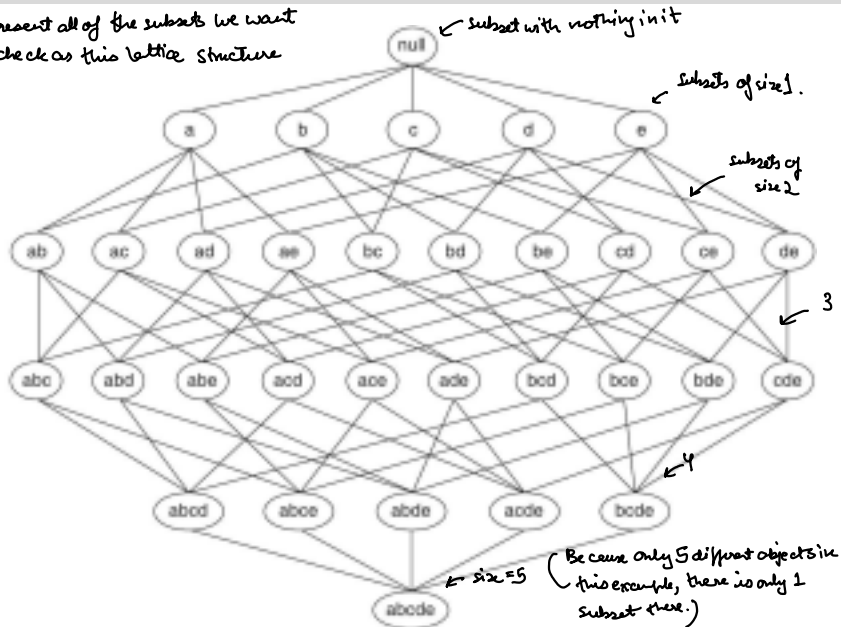 present all of the subsets we want
check as this lattice structure
subset with nothing in it
null
subsets of size 1.
a b c d e
subsets of
size 2
ab ac ad ae bc bd be cd ce de
3
abc abd abe acd ace ade bcd bce bde cde
4
abcd abce abde acde bcde
size = 5
(Because only 5 different objects in
this example, there is only 1
subset there.)
abcde